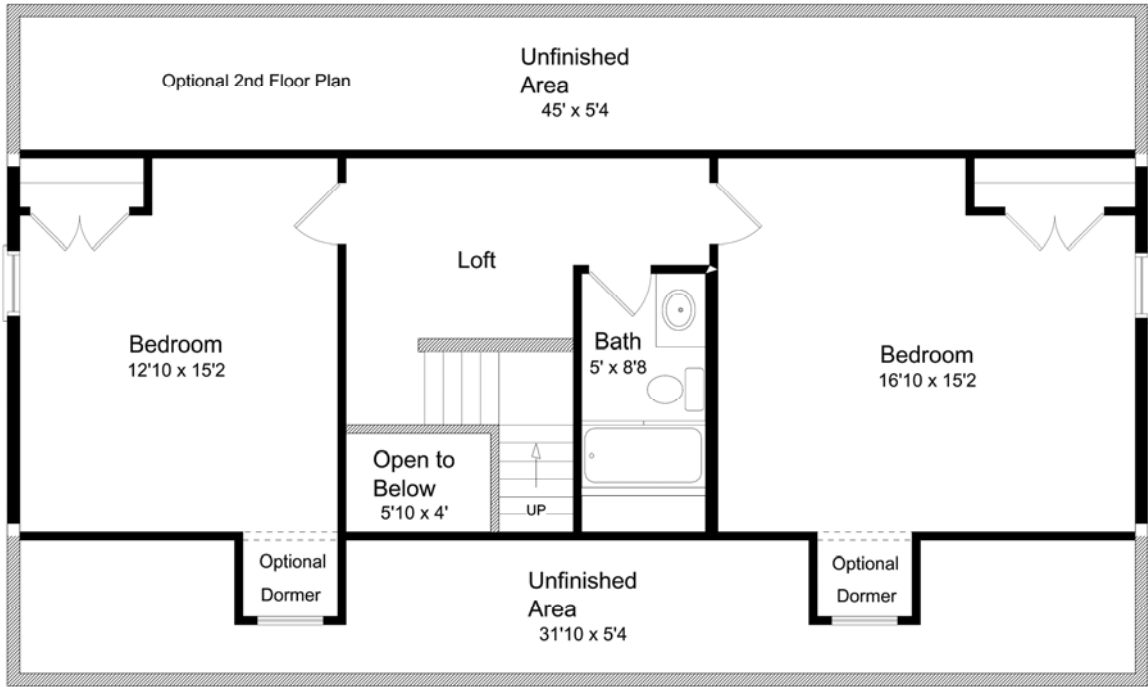 Optional 2nd Floor Plan
Unfinished
Area
45' x 5'4
Loft
Bedroom
12'10 x 15'2
Bath
5' x 8'8
Bedroom
16'10 x 15'2
Open to
Below
5'10 x 4'
UP
Optional
Dormer
Unfinished
Area
31'10 x 5'4
Optional
Dormer